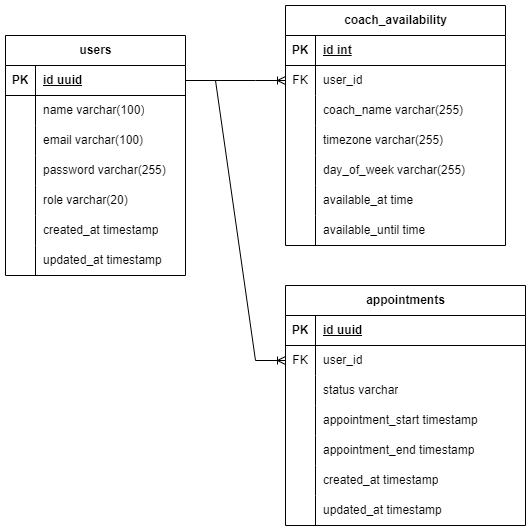 users
PK id uuid
name varchar(100)
email varchar(100)
password varchar(255)
role varchar(20)
created_at timestamp
updated_at timestamp
coach_availability
PK id int
FK user_id
coach_name varchar(255)
timezone varchar(255)
day_of_week varchar(255)
available_at time
available_until time
appointments
PK id uuid
FK user_id
status varchar
appointment_start timestamp
appointment_end timestamp
created_at timestamp
updated_at timestamp